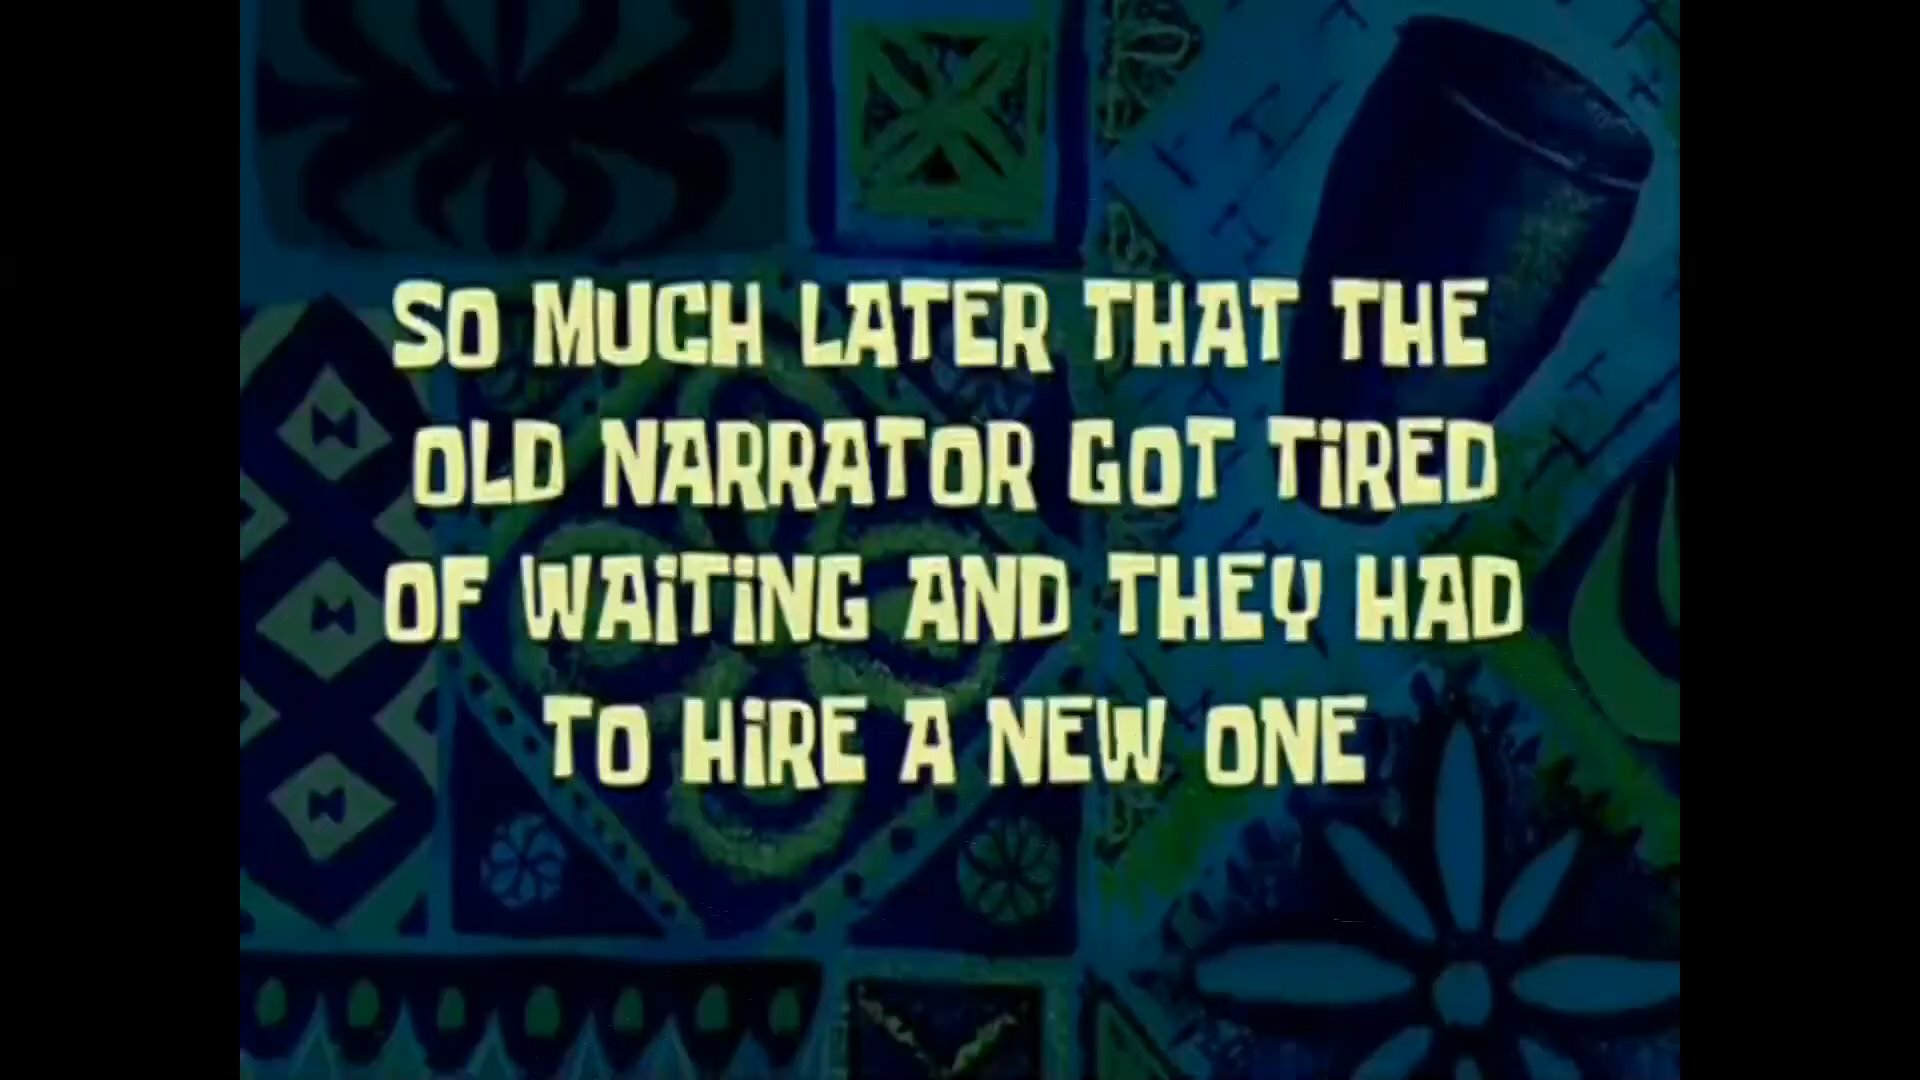 SO MUCH LATER THAT THE
OLD NARRATOR GOT TiRED
OF WAiTiNG AND THEY HAD
TO HiRE A NEW ONE